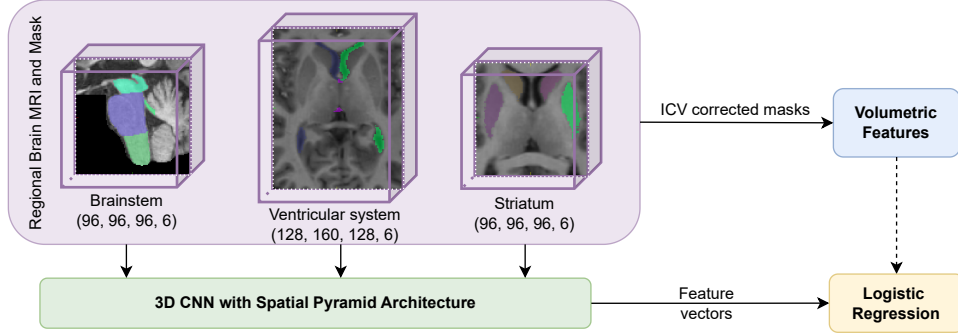 Regional Brain MRI and Mask
Brainstem
(96, 96, 96, 6)
Ventricular system
(128, 160, 128, 6)
Striatum
(96, 96, 96, 6)
ICV corrected masks
Volumetric
Features
3D CNN with Spatial Pyramid Architecture
Feature
vectors
Logistic
Regression